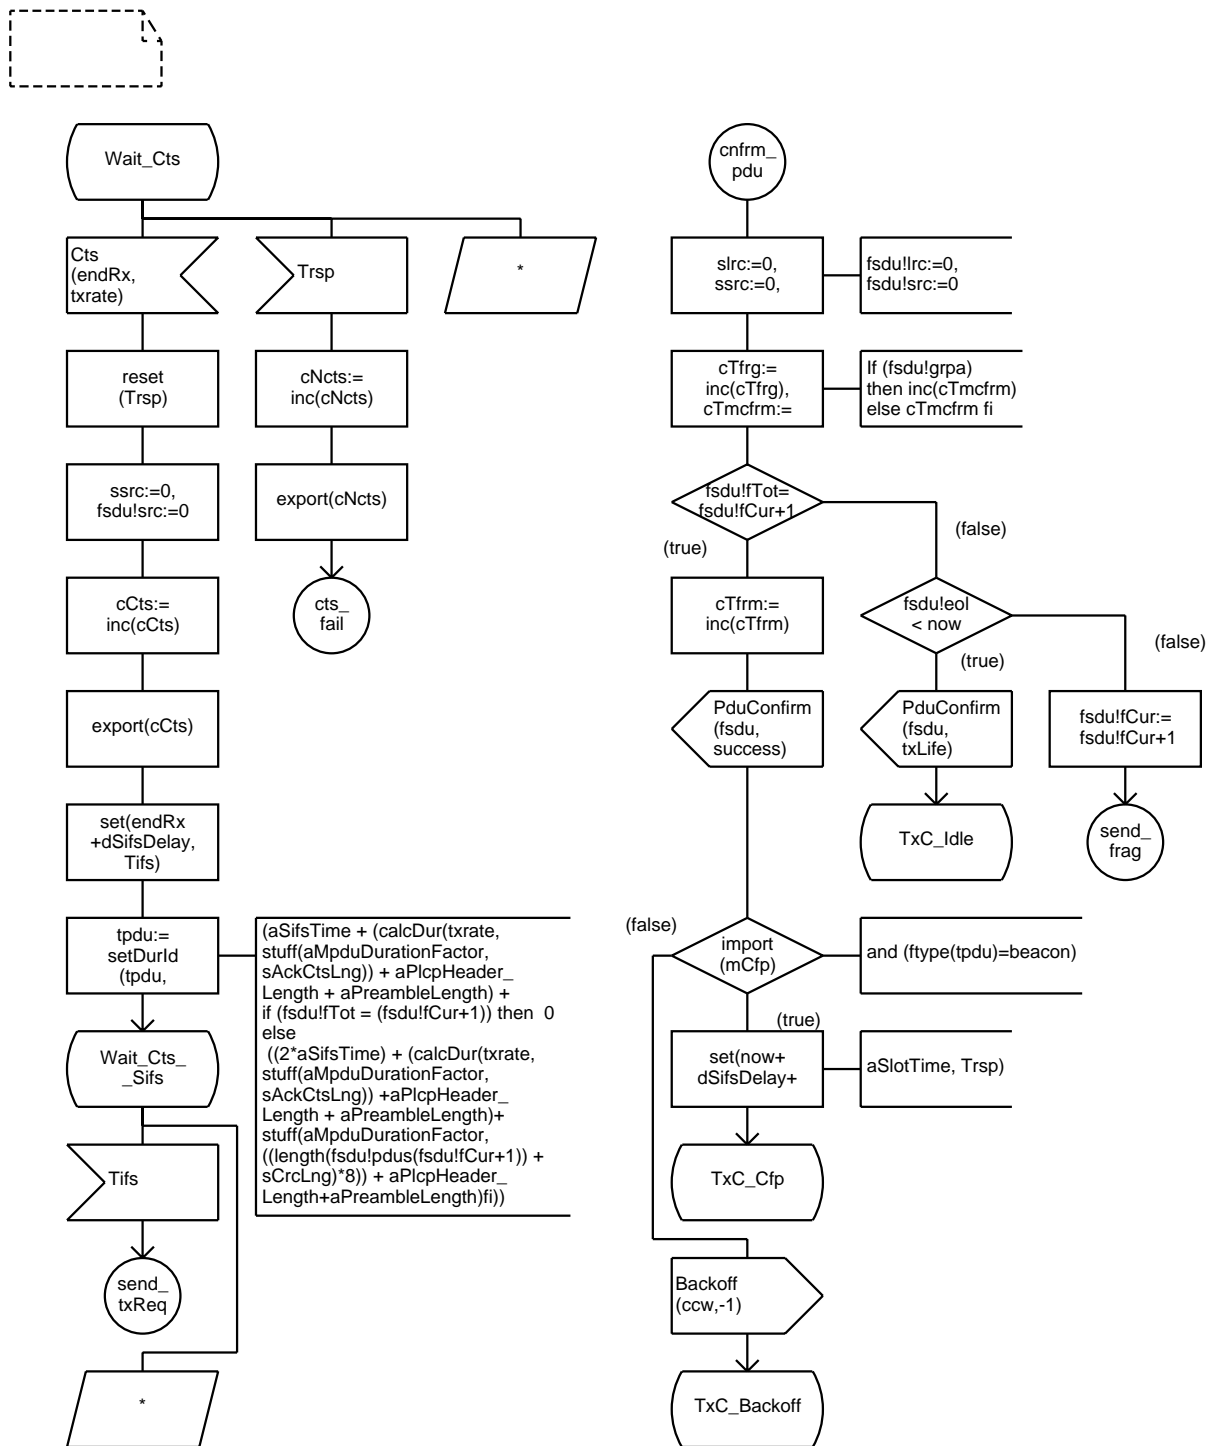 Wait_Cts
Cts
(endRx,
txrate)
Trsp
*
reset
(Trsp)
cNcts:=
inc(cNcts)
ssrc:=0,
fsdu!src:=0
export(cNcts)
cCts:=
inc(cCts)
cts_
fail
export(cCts)
set(endRx
+dSifsDelay,
Tifs)
tpdu:=
setDurId
(tpdu,
(aSifsTime + (calcDur(txrate,
stuff(aMpduDurationFactor,
sAckCtsLng)) + aPlcpHeader_
Length + aPreambleLength) +
if (fsdu!fTot = (fsdu!fCur+1)) then  0
else
((2*aSifsTime) + (calcDur(txrate,
stuff(aMpduDurationFactor,
sAckCtsLng)) +aPlcpHeader_
Length + aPreambleLength)+
stuff(aMpduDurationFactor,
((length(fsdu!pdus(fsdu!fCur+1)) +
sCrcLng)*8)) + aPlcpHeader_
Length+aPreambleLength)fi))
Wait_Cts_
_Sifs
Tifs
send_
txReq
*
cnfrm_
pdu
slrc:=0,
ssrc:=0,
fsdu!lrc:=0,
fsdu!src:=0
cTfrg:=
inc(cTfrg),
cTmcfrm:=
If (fsdu!grpa)
then inc(cTmcfrm)
else cTmcfrm fi
fsdu!fTot=
fsdu!fCur+1
(true)
(false)
cTfrm:=
inc(cTfrm)
fsdu!eol
< now
(true)
(false)
PduConfirm
(fsdu,
success)
PduConfirm
(fsdu,
txLife)
fsdu!fCur:=
fsdu!fCur+1
TxC_Idle
send_
frag
(false)
import
(mCfp)
and (ftype(tpdu)=beacon)
(true)
set(now+
dSifsDelay+
aSlotTime, Trsp)
TxC_Cfp
Backoff
(ccw,-1)
TxC_Backoff